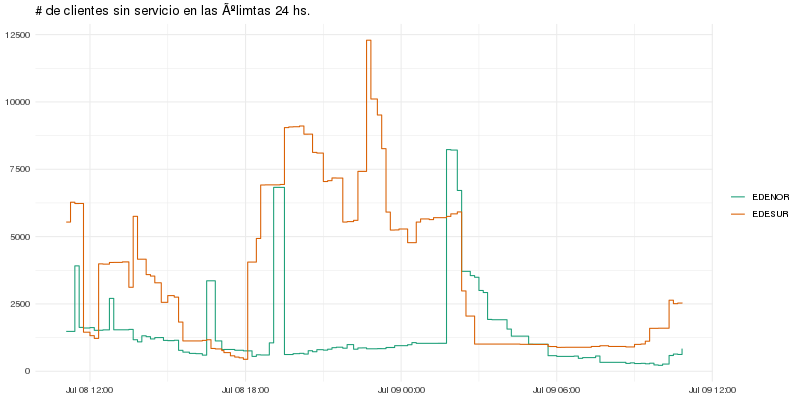 # de clientes sin servicio en las Ãºlimtas 24 hs.
12500
10000
7500
5000
2500
0
EDENOR
EDESUR
Jul 08 12:00
Jul 08 18:00
Jul 09 00:00
Jul 09 06:00
Jul 09 12:00